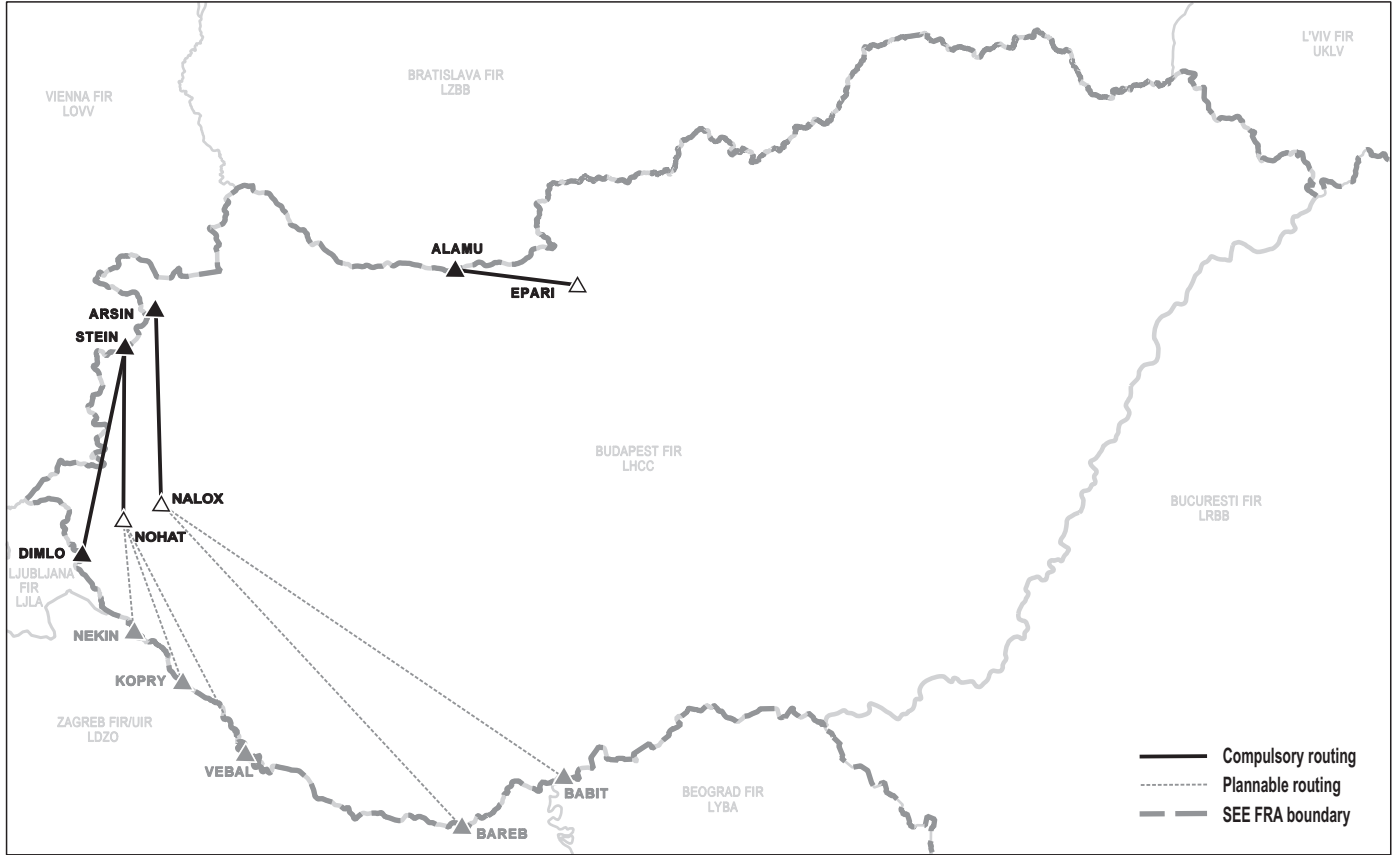 L'VIV FIR
UKLV
BRATISLAVA FIR
LZBB
VIENNA FIR
LOVV
ALAMU
EPARI
ARSIN
STEIN
BUDAPEST FIR
LHCC
NALOX
BUCURESTI FIR
LRBB
NOHAT
DIMLO
LJUBLJANA
FIR
LJLA
NEKIN
KOPRY
ZAGREB FIR/UIR
LDZO
VEBAL
BABIT
BEOGRAD FIR
LYBA
BAREB
Compulsory routing
Plannable routing
SEE FRA boundary